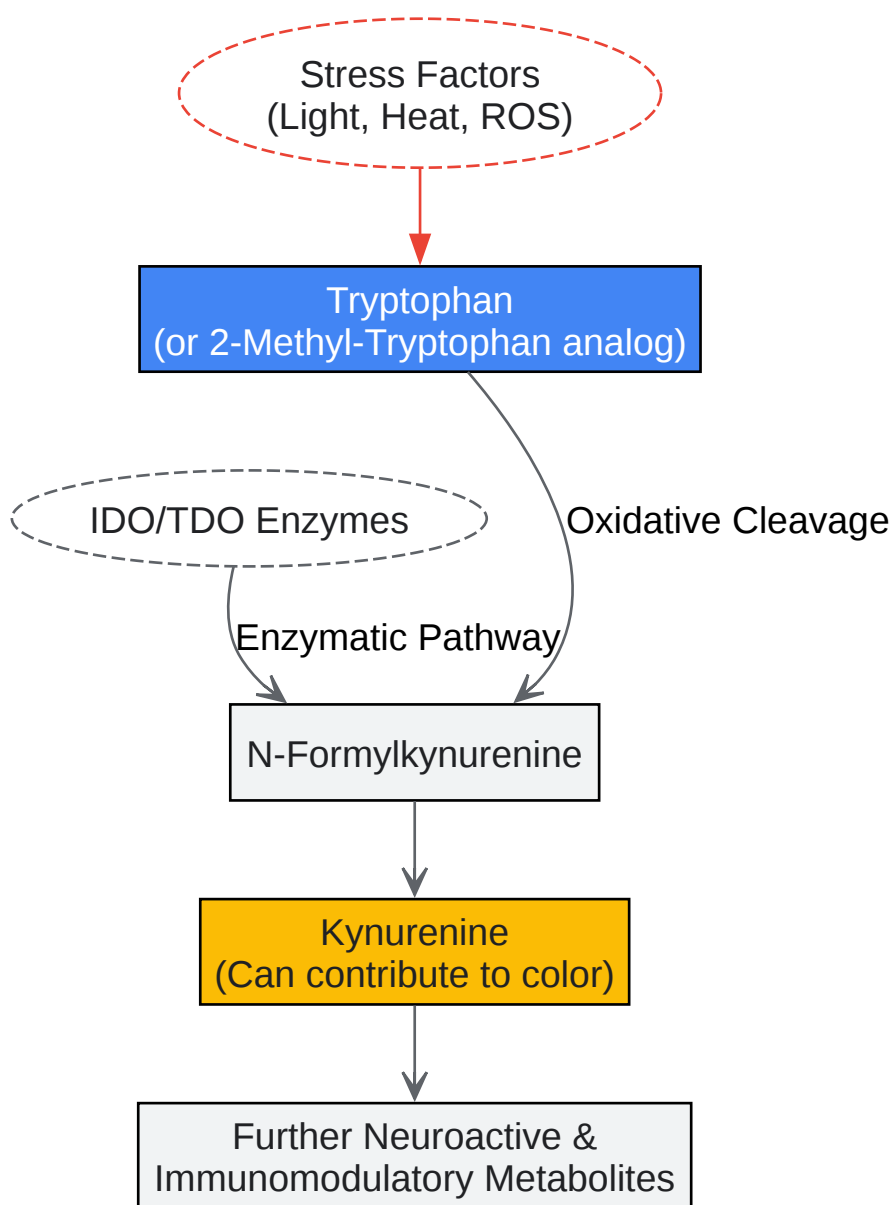 Stress Factors
(Light, Heat, ROS)
Tryptophan
(or 2-Methyl-Tryptophan analog)
IDO/TDO Enzymes
Oxidative Cleavage
Enzymatic Pathway
N-Formylkynurenine
Kynurenine
(Can contribute to color)
Further Neuroactive &
Immunomodulatory Metabolites